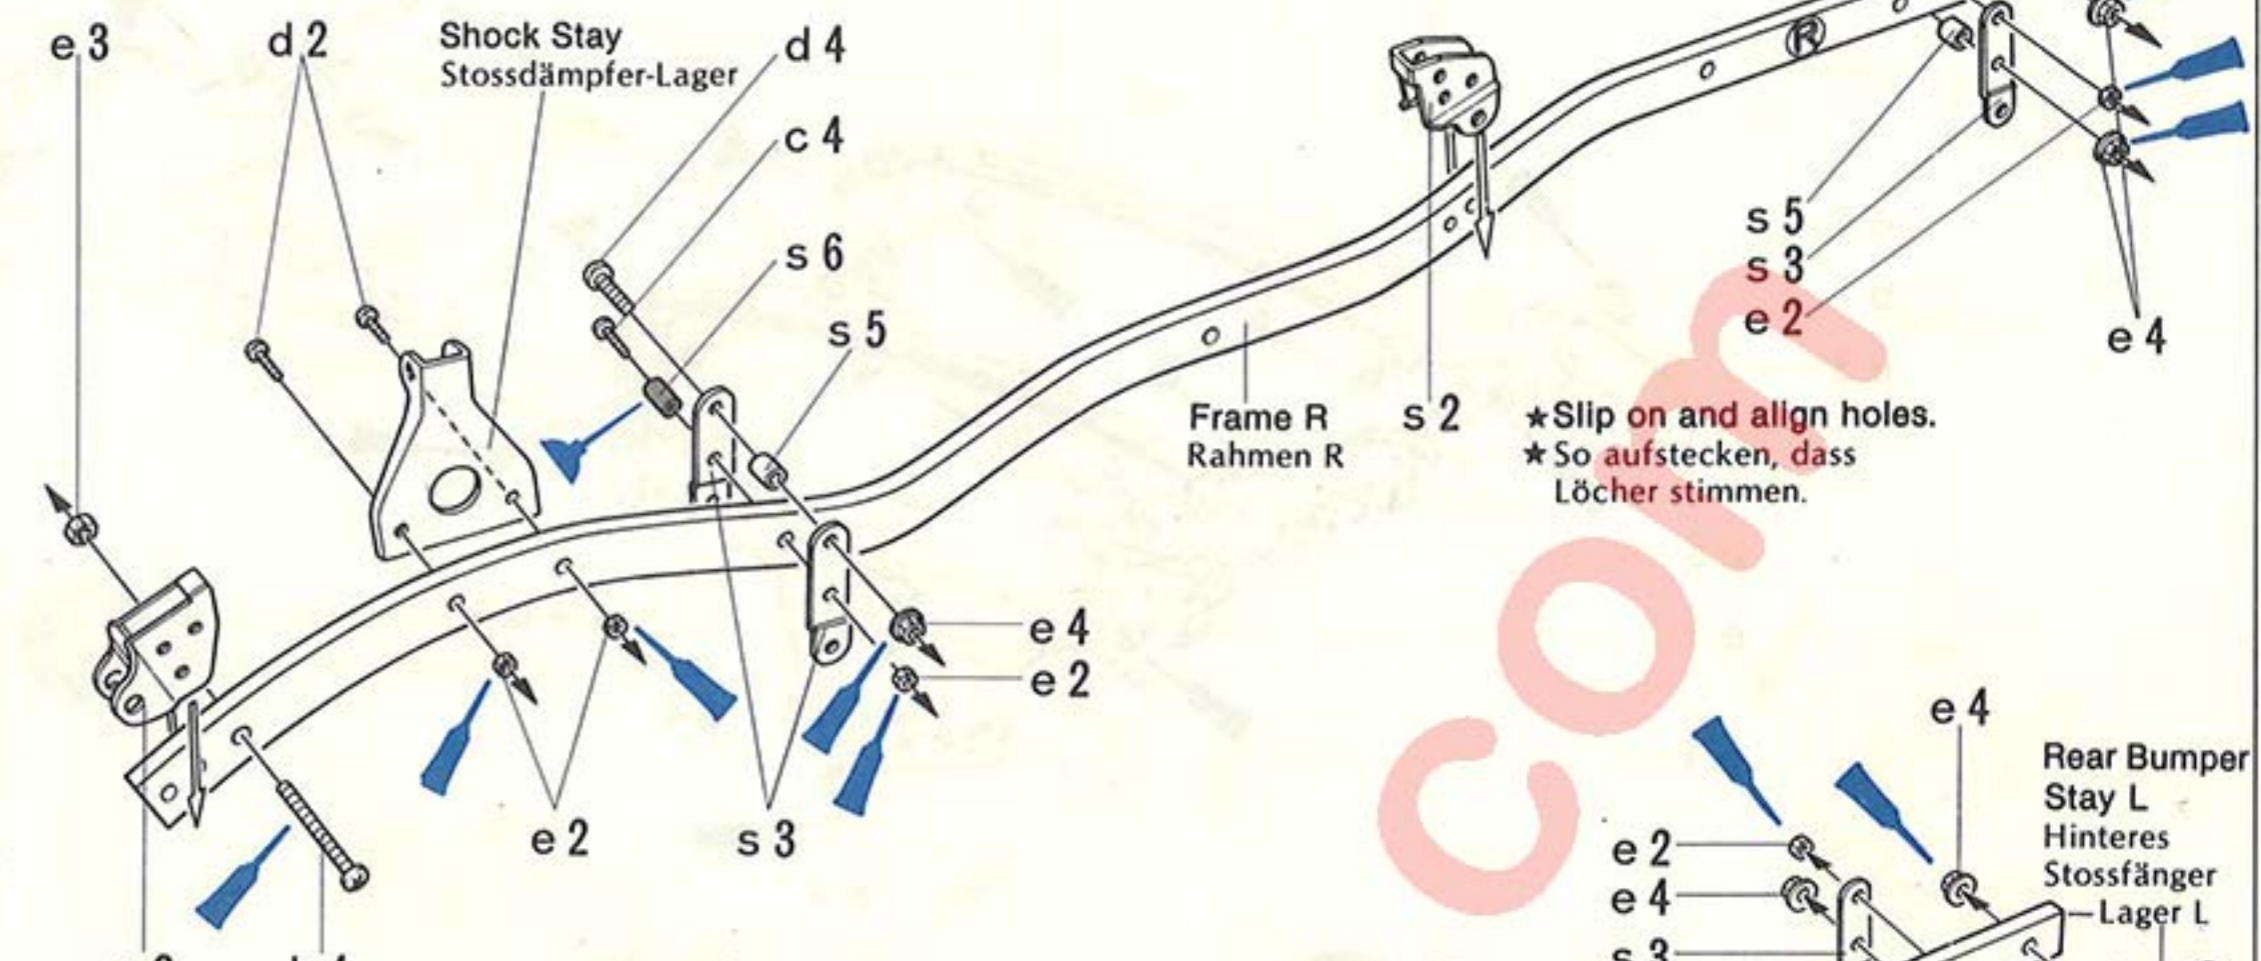 e 3
d 2
Shock Stay
Stossdämpfer-Lager
d 4
c 4
s 6
s 5
R
s 5
s 3
e 2
e 4
Frame R
Rahmen R
s 2
★Slip on and align holes.
★So aufstecken, dass
Löcher stimmen.
com
e 4
e 2
e 2
s 3
e 4
Rear Bumper
Stay L
Hinteres
Stossfänger
Lager L
e 2
e 4
s 3